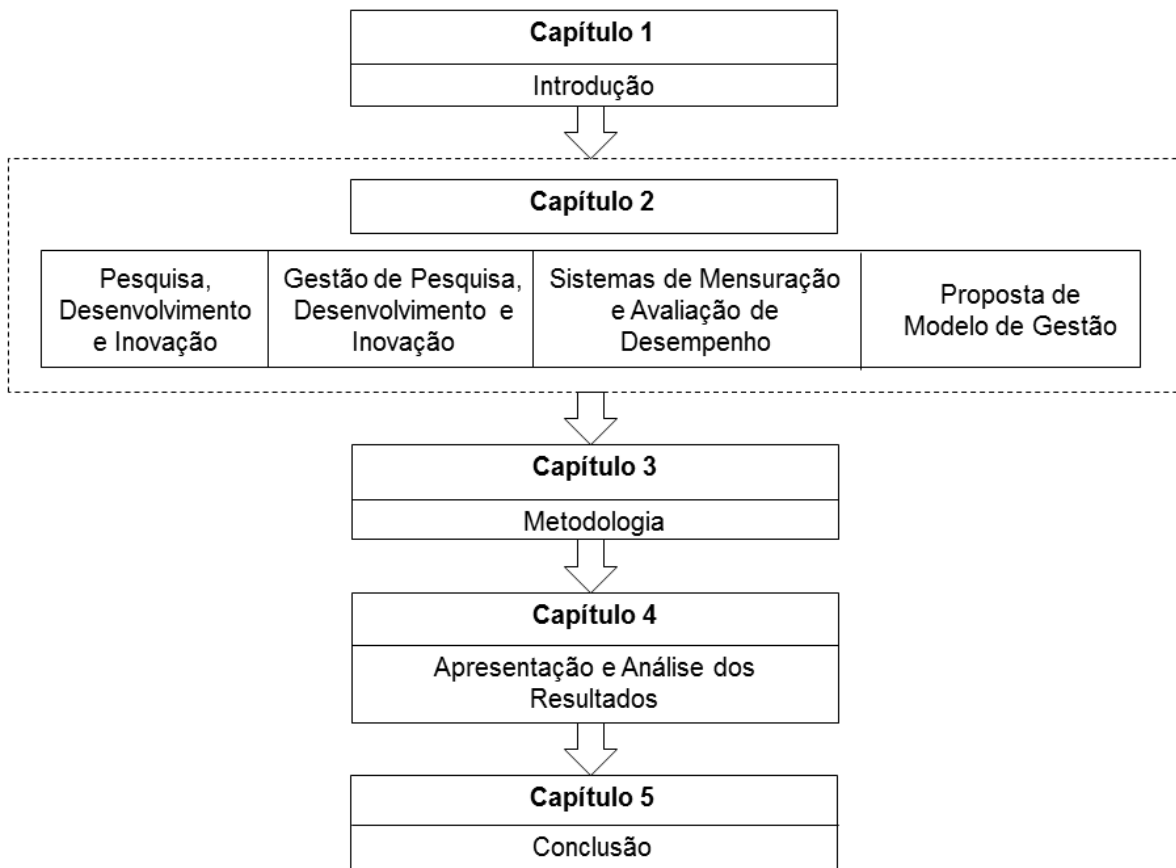 Capítulo 1
Introdução
Capítulo 2
Pesquisa,
Desenvolvimento
e Inovação
Gestão de Pesquisa,
Desenvolvimento e
Inovação
Sistemas de Mensuração
e Avaliação de
Desempenho
Proposta de
Modelo de Gestão
Capítulo 3
Metodologia
Capítulo 4
Apresentação e Análise dos
Resultados
Capítulo 5
Conclusão